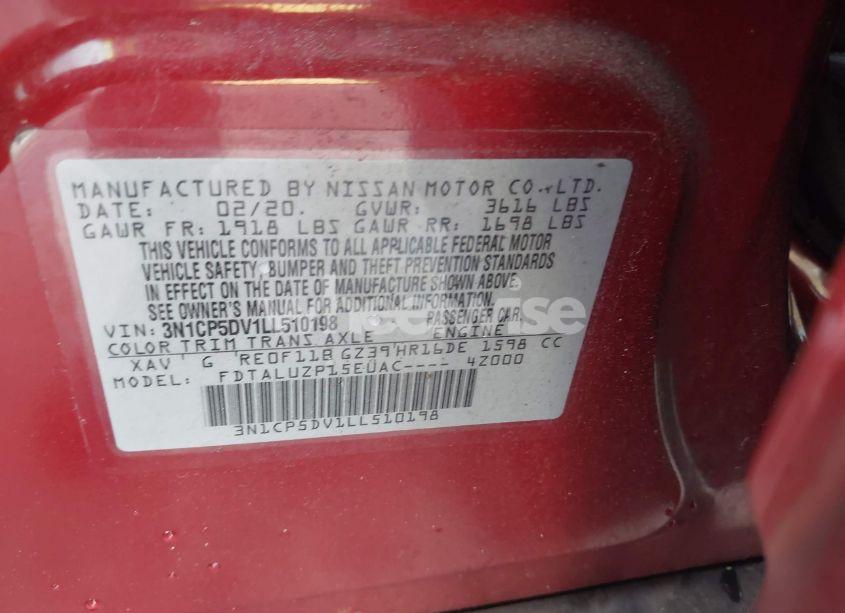 MANUFACTURED BY NISSAN MOTOR CO.,LTD.
DATE: 02/20. GVWR: 3616 LBS
GAWR FR: 1918 LBS GAWR RR: 1698 LBS
THIS VEHICLE CONFORMS TO ALL APPLICABLE FEDERAL MOTOR
VEHICLE SAFETY, BUMPER AND THEFT PREVENTION STANDARDS
IN EFFECT ON THE DATE OF MANUFACTURE SHOWN ABOVE.
SEE OWNER'S MANUAL FOR ADDITIONAL INFORMATION.
VIN: 3N1CP5DV1LL510198 PASSENGER CAR
COLOR TRIM TRANS AXLE ENGINE
XAV G RE0F11B GZ39 HR16DE 1598 CC
MODEL: FDTALUZP15EUAC---- 4Z000
3N1CP5DV1LL510198